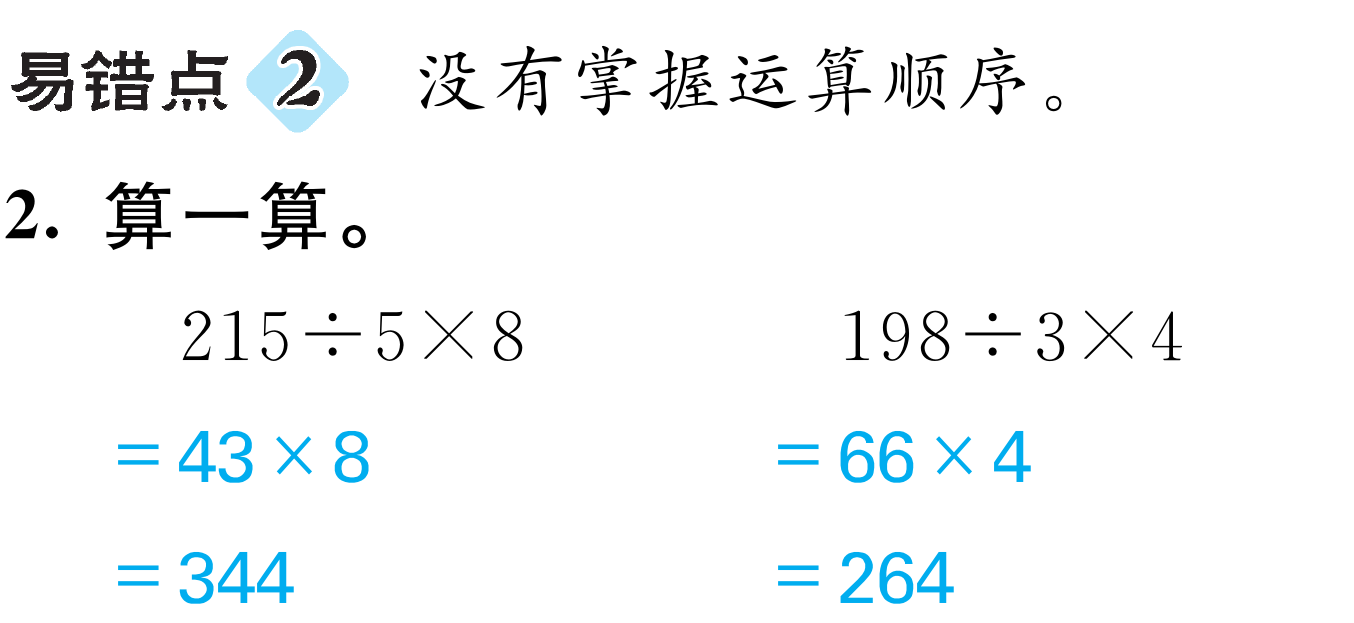 易错点2 没有掌握运算顺序。
2. 算一算。
215÷5×8 198÷3×4
=43×8 =66×4
=344 =264